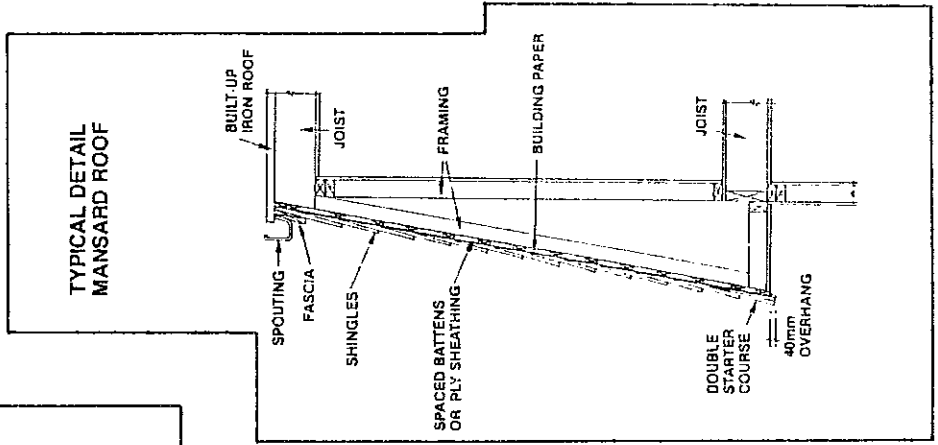 TYPICAL DETAIL
MANSARD ROOF
BUILT-UP
IRON ROOF
SPOUTING
FASCIA
JOIST
SHINGLES
FRAMING
SPACED BATTENS
OR PLY SHEATHING
BUILDING PAPER
DOUBLE
STARTER
COURSE
JOIST
40mm
OVERHANG